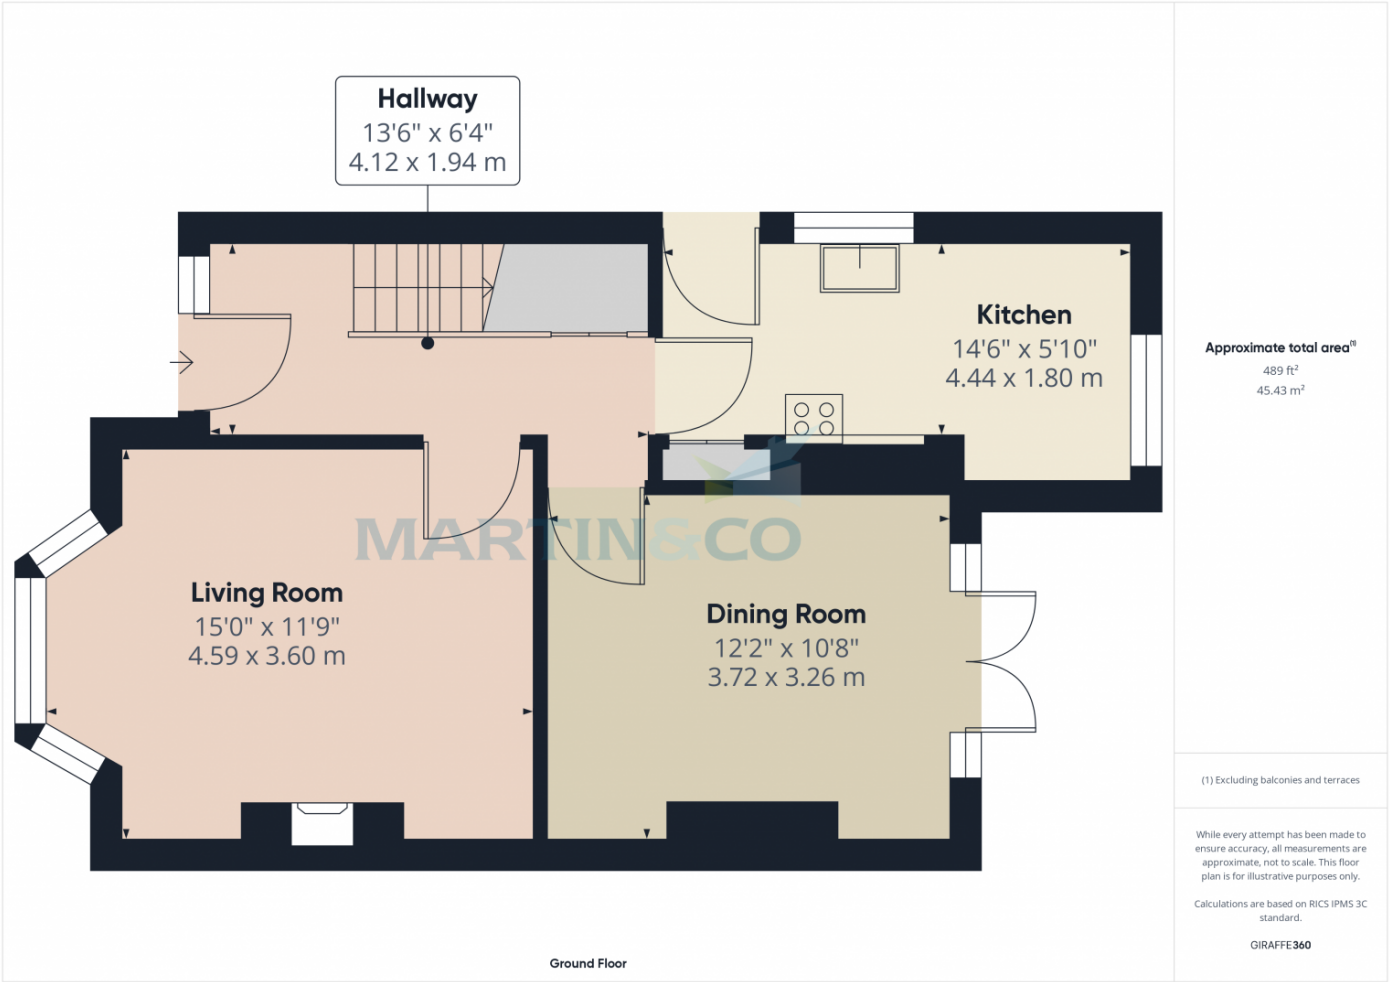 Hallway
13'6" x 6'4"
4.12 x 1.94 m
Kitchen
14'6" x 5'10"
4.44 x 1.80 m
MARTIN&CO
Living Room
15'0" x 11'9"
4.59 x 3.60 m
Dining Room
12'2" x 10'8"
3.72 x 3.26 m
Ground Floor
Approximate total area(1)
489 ft²
45.43 m²
(1) Excluding balconies and terraces
While every attempt has been made to
ensure accuracy, all measurements are
approximate, not to scale. This floor
plan is for illustrative purposes only.
Calculations are based on RICS IPMS 3C
standard.
GIRAFFE360